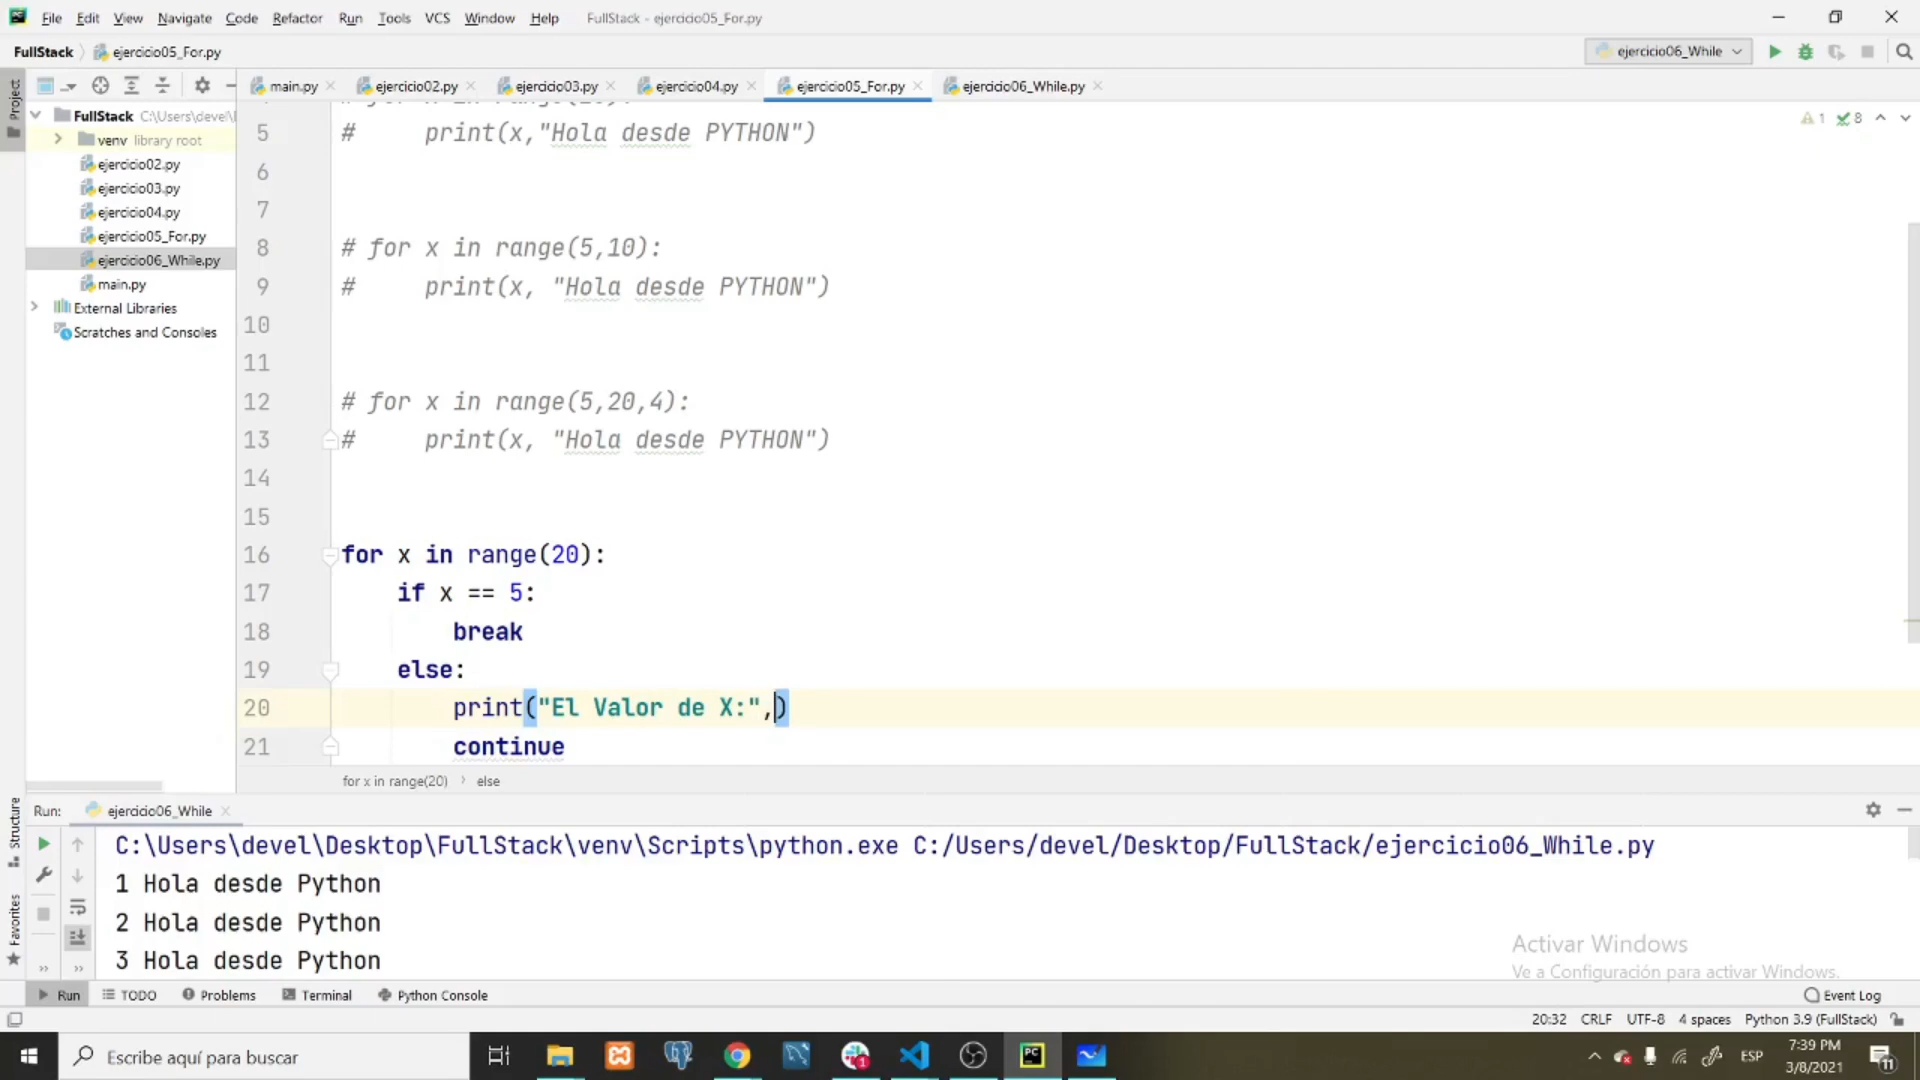 File Edit View Navigate Code Refactor Run Tools VCS Window Help FullStack - ejercicio05_For.py
FullStack ejercicio05_For.py ejercicio06_While
Project
main.py ejercicio02.py ejercicio03.py ejercicio04.py ejercicio05_For.py ejercicio06_While.py
FullStack C:\Users\devel\
venv library root
ejercicio02.py
ejercicio03.py
ejercicio04.py
ejercicio05_For.py
ejercicio06_While.py
main.py
External Libraries
Scratches and Consoles
1 8
5 # print(x,"Hola desde PYTHON")
6
7
8 # for x in range(5,10):
9 # print(x, "Hola desde PYTHON")
10
11
12 # for x in range(5,20,4):
13 # print(x, "Hola desde PYTHON")
14
15
16 for x in range(20):
17 if x == 5:
18 break
19 else:
20 print("El Valor de X:",)
21 continue
for x in range(20) › else
Structure
Favorites
Run: ejercicio06_While
C:\Users\devel\Desktop\FullStack\venv\Scripts\python.exe C:/Users/devel/Desktop/FullStack/ejercicio06_While.py
1 Hola desde Python
2 Hola desde Python
3 Hola desde Python
Activar Windows
Ve a Configuración para activar Windows.
Run TODO Problems Terminal Python Console Event Log
20:32 CRLF UTF-8 4 spaces Python 3.9 (FullStack)
Escribe aquí para buscar
ESP
7:39 PM
3/8/2021
11